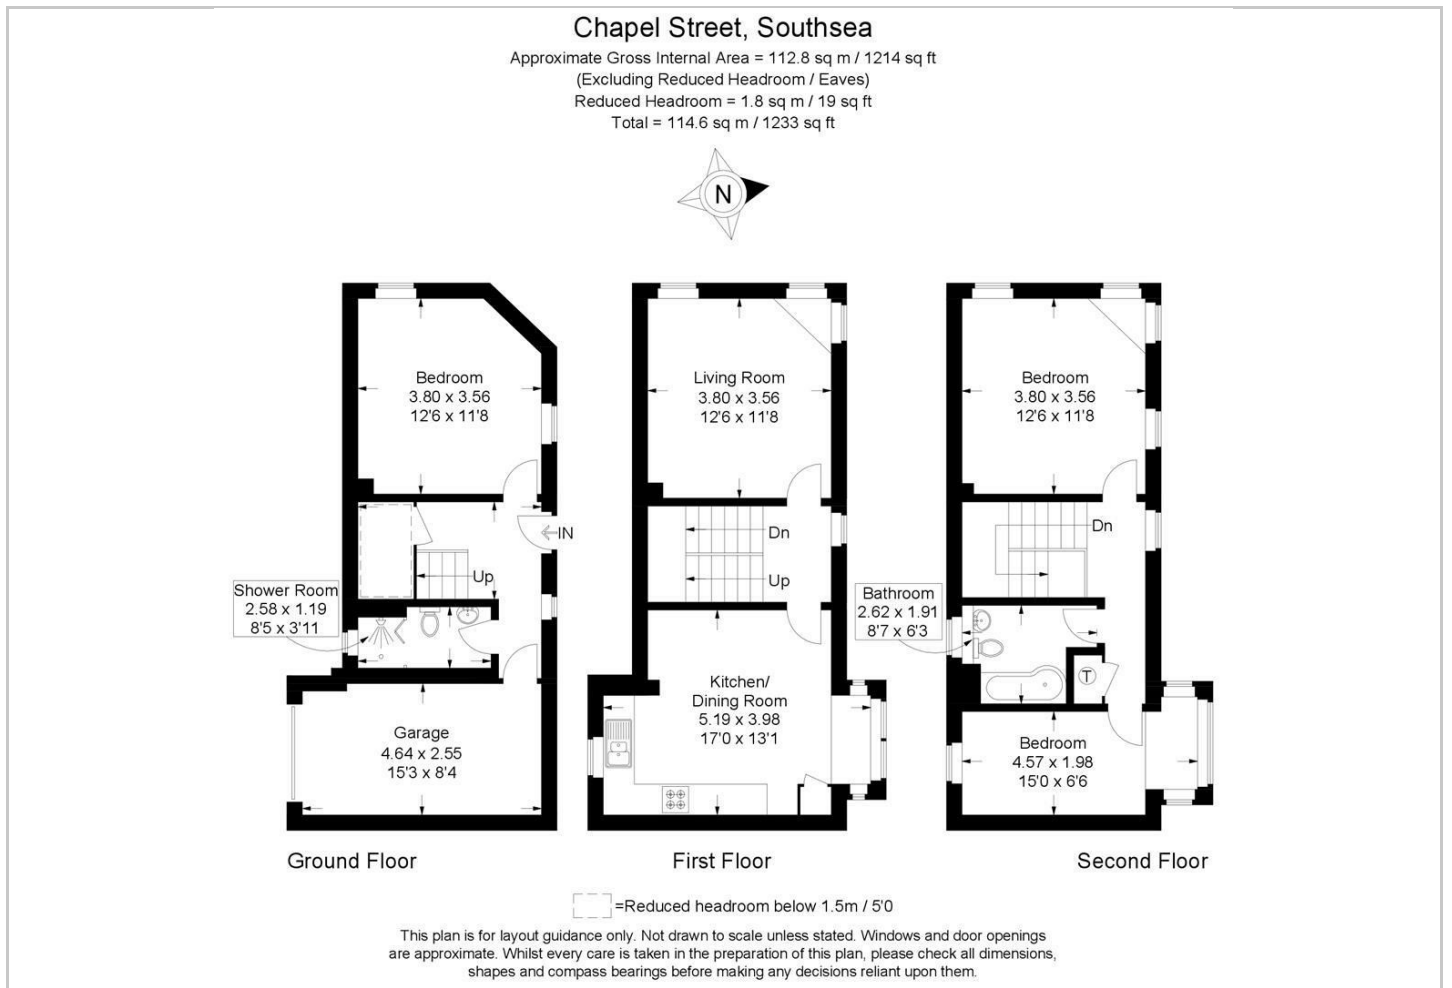 Chapel Street, Southsea
Approximate Gross Internal Area = 112.8 sq m / 1214 sq ft
(Excluding Reduced Headroom / Eaves)
Reduced Headroom = 1.8 sq m / 19 sq ft
Total = 114.6 sq m / 1233 sq ft
N
Bedroom
3.80 x 3.56
12'6 x 11'8
IN
Up
Shower Room
2.58 x 1.19
8'5 x 3'11
Garage
4.64 x 2.55
15'3 x 8'4
Ground Floor
Living Room
3.80 x 3.56
12'6 x 11'8
Dn
Up
Kitchen/
Dining Room
5.19 x 3.98
17'0 x 13'1
First Floor
Bedroom
3.80 x 3.56
12'6 x 11'8
Dn
Bathroom
2.62 x 1.91
8'7 x 6'3
T
Bedroom
4.57 x 1.98
15'0 x 6'6
Second Floor
=Reduced headroom below 1.5m / 5'0
This plan is for layout guidance only. Not drawn to scale unless stated. Windows and door openings
are approximate. Whilst every care is taken in the preparation of this plan, please check all dimensions,
shapes and compass bearings before making any decisions reliant upon them.